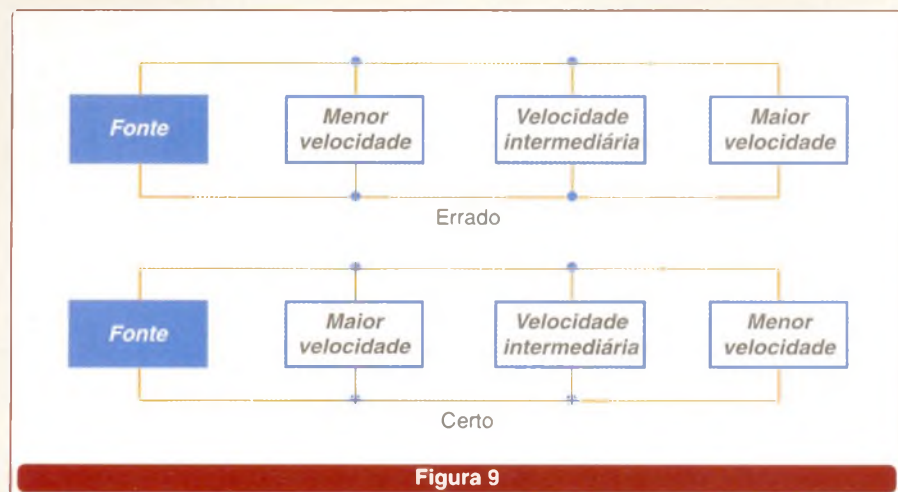 Fonte
Menor
velocidade
Velocidade
intermediária
Maior
velocidade
Errado
Fonte
Maior
velocidade
Velocidade
intermediária
Menor
velocidade
Certo
Figura 9